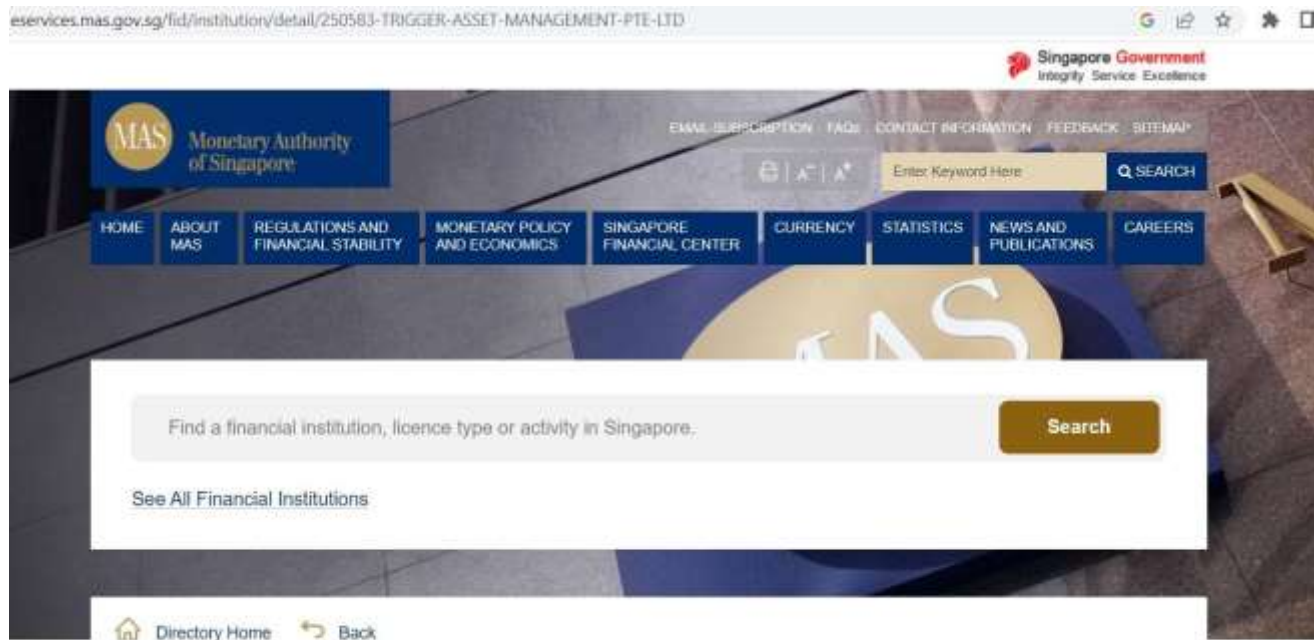 eservices.mas.gov.sg/fid/institution/detail/250583-TRIGGER-ASSET-MANAGEMENT-PTE-LTD
Singapore Government
Integrity Service Excellence
MAS Monetary Authority
of Singapore
EMAIL SUBSCRIPTION FAQs CONTACT INFORMATION FEEDBACK SITEMAP
A- A+ Enter Keyword Here SEARCH
HOME ABOUT MAS REGULATIONS AND FINANCIAL STABILITY MONETARY POLICY AND ECONOMICS SINGAPORE FINANCIAL CENTER CURRENCY STATISTICS NEWS AND PUBLICATIONS CAREERS
MAS
Find a financial institution, licence type or activity in Singapore. Search
See All Financial Institutions
Directory Home Back